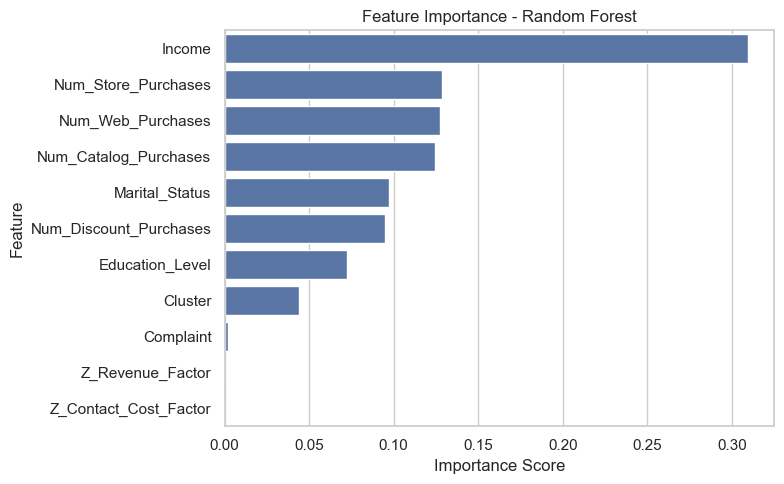 Feature Importance - Random Forest
Feature
Income
Num_Store_Purchases
Num_Web_Purchases
Num_Catalog_Purchases
Marital_Status
Num_Discount_Purchases
Education_Level
Cluster
Complaint
Z_Revenue_Factor
Z_Contact_Cost_Factor
0.00 0.05 0.10 0.15 0.20 0.25 0.30
Importance Score